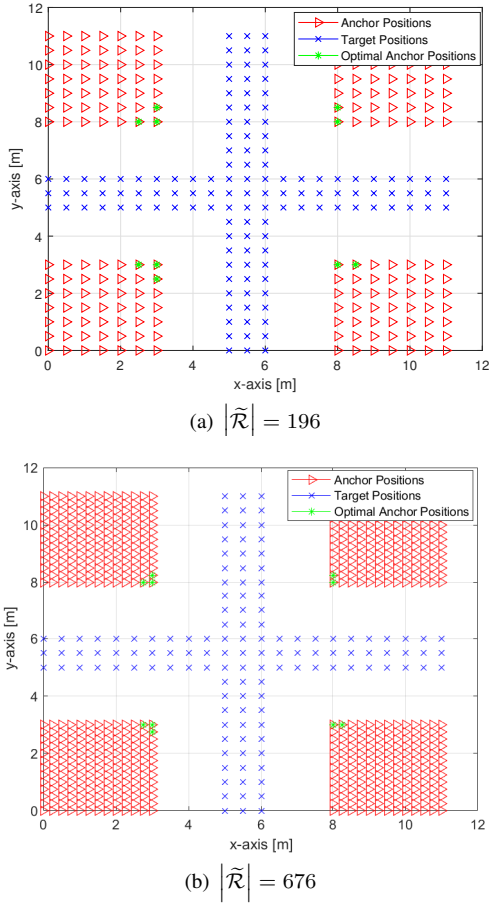 12
Anchor Positions
Target Positions
10
Optimal Anchor Positions
8
y-axis [m]
6
4
2
0
0 2 4 6 8 10 12
x-axis [m]
(a) |R̃| = 196
12
Anchor Positions
Target Positions
10
Optimal Anchor Positions
8
y-axis [m]
6
4
2
0
0 2 4 6 8 10 12
x-axis [m]
(b) |R̃| = 676